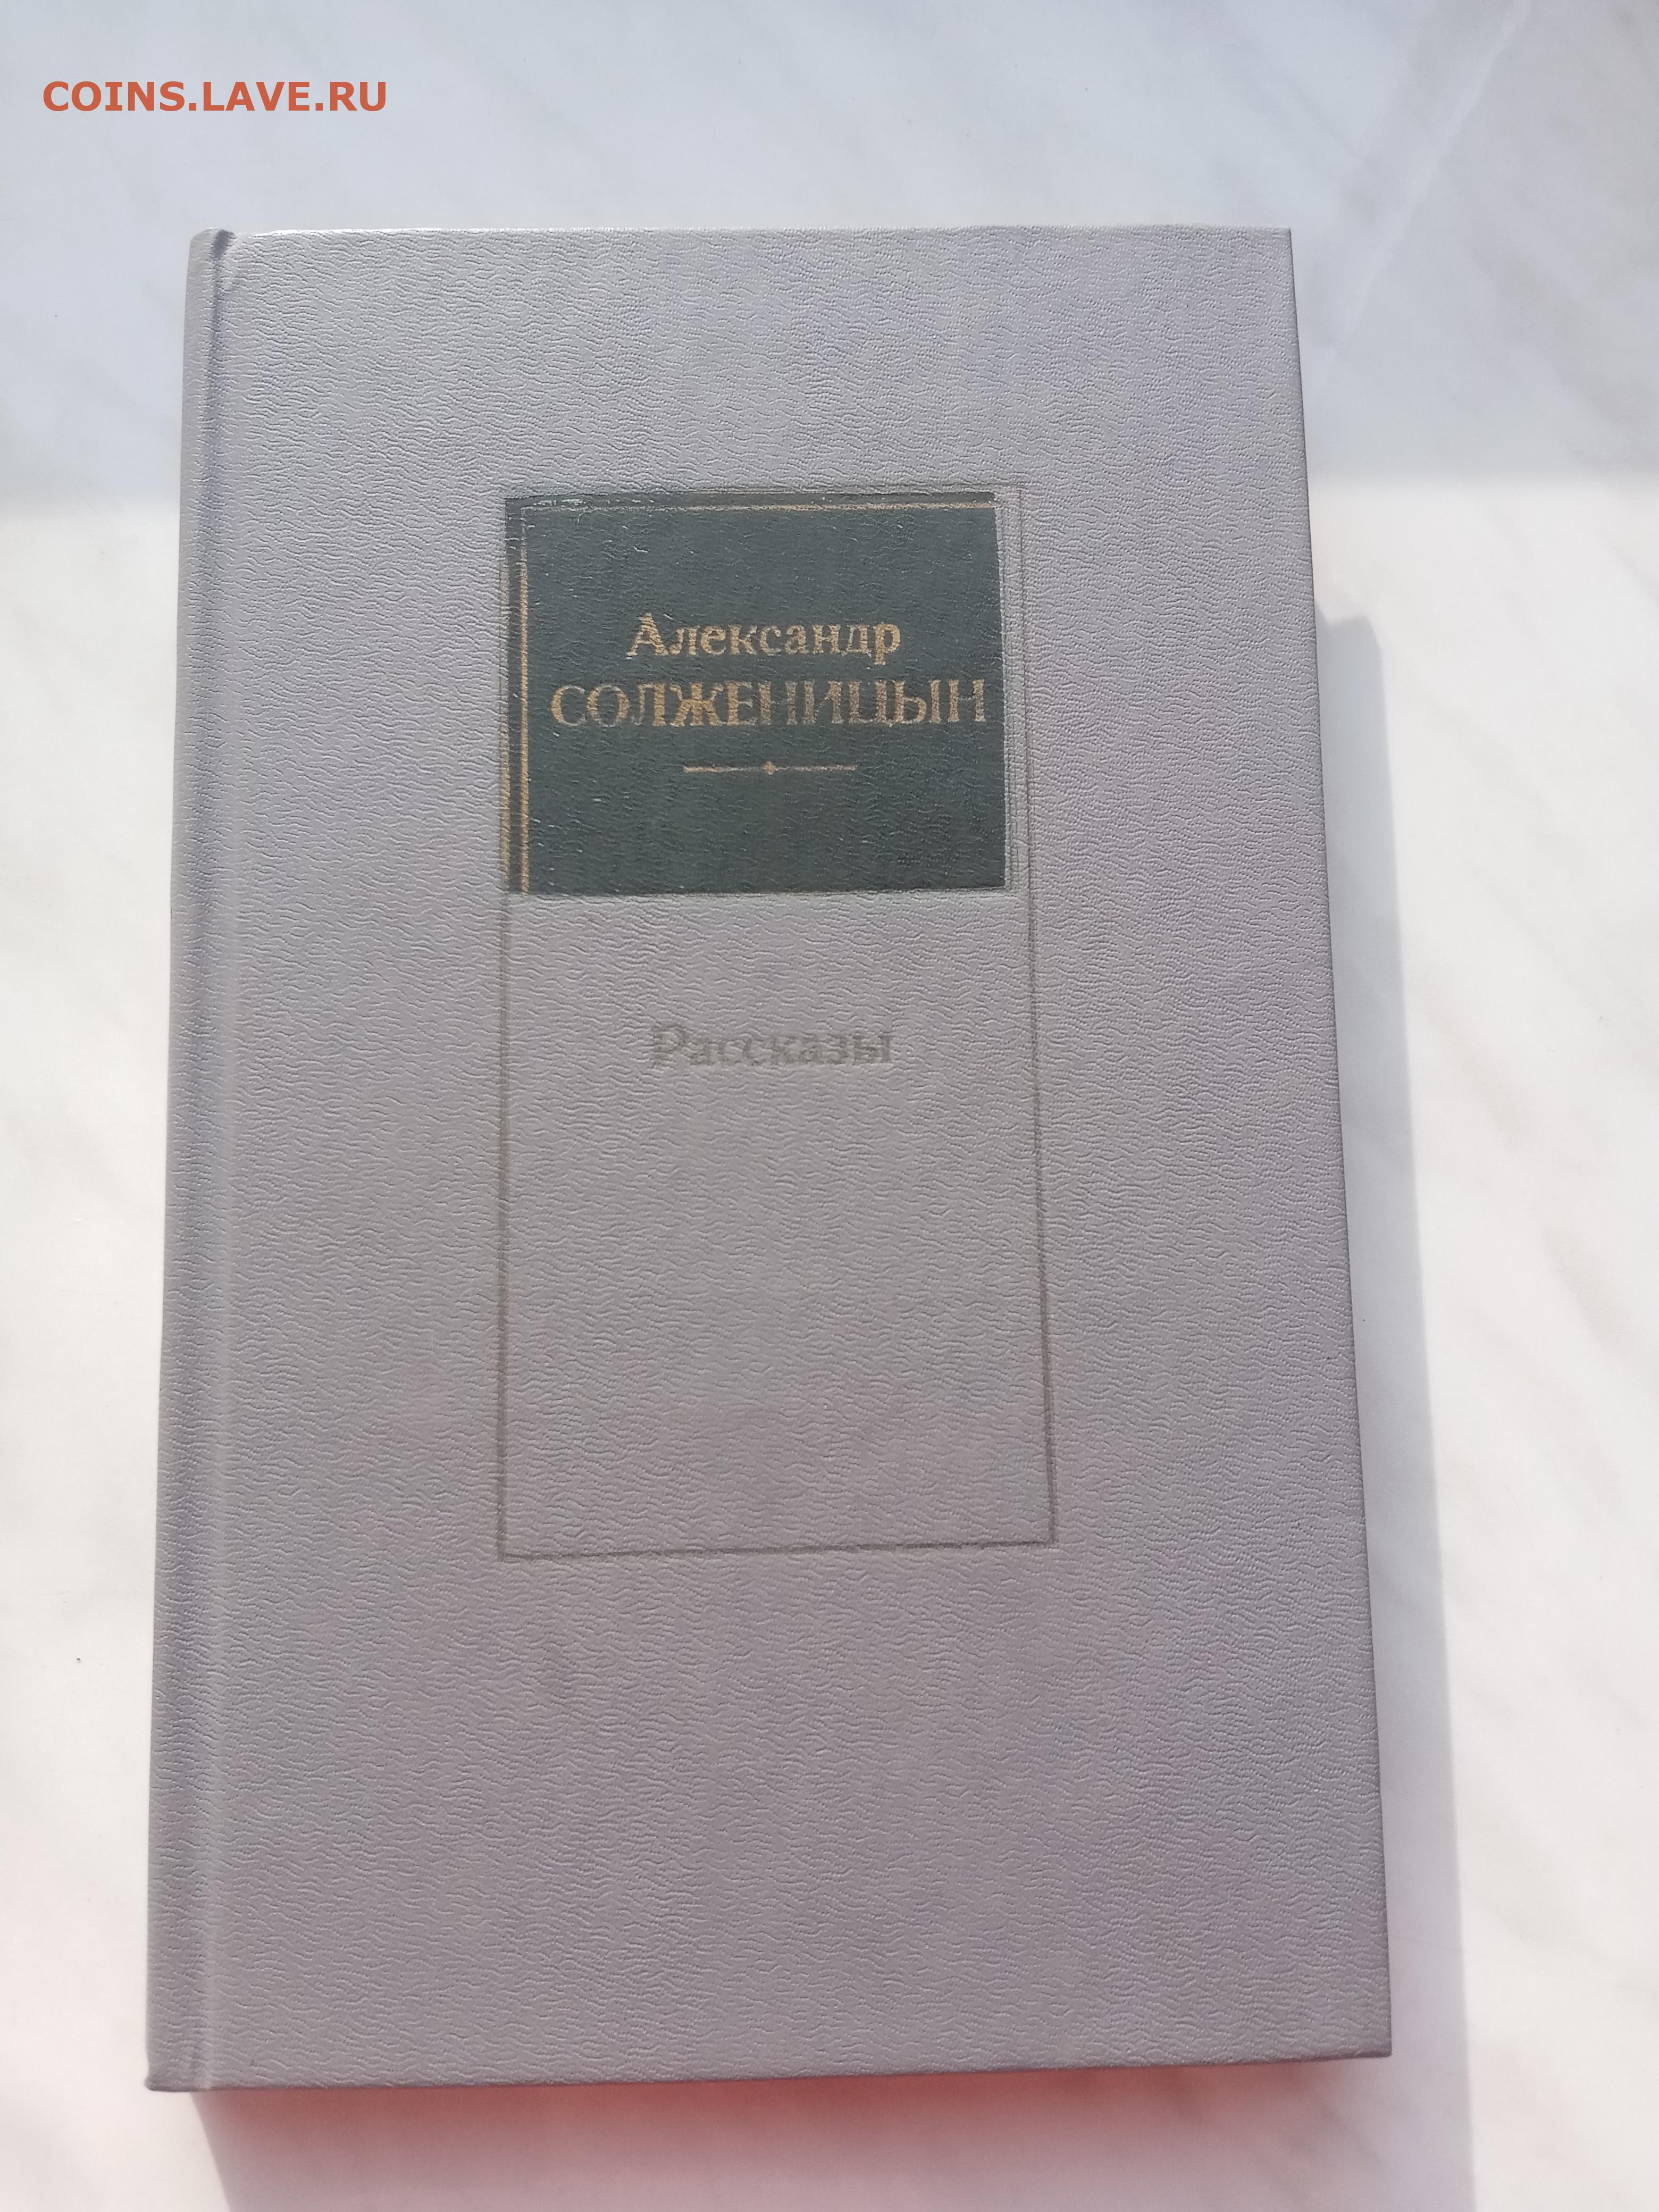 COINS.LAVE.RU
Александр
СОЛЖЕНИЦЫН
Рассказы